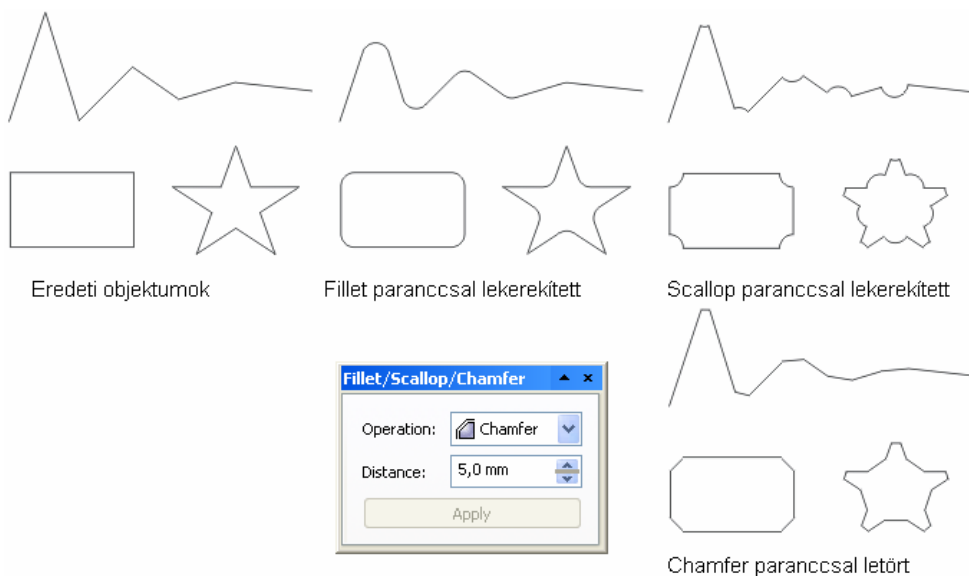 Eredeti objektumok
Fillet paranccsal lekerekített
Scallop paranccsal lekerekített
Fillet/Scallop/Chamfer
Operation: Chamfer
Distance: 5,0 mm
Apply
Chamfer paranccsal letört